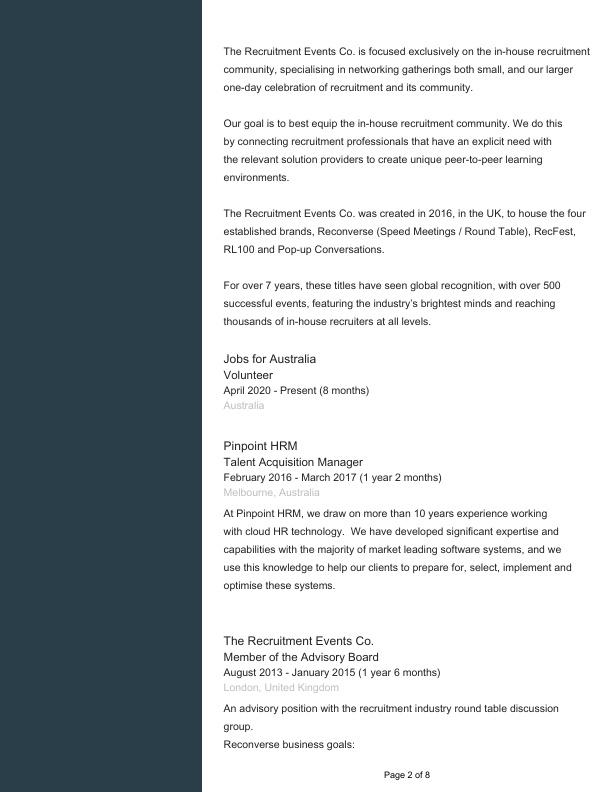 The Recruitment Events Co. is focused exclusively on the in-house recruitment
community, specialising in networking gatherings both small, and our larger
one-day celebration of recruitment and its community.
Our goal is to best equip the in-house recruitment community. We do this
by connecting recruitment professionals that have an explicit need with
the relevant solution providers to create unique peer-to-peer learning
environments.
The Recruitment Events Co. was created in 2016, in the UK, to house the four
established brands, Reconverse (Speed Meetings / Round Table), RecFest,
RL100 and Pop-up Conversations.
For over 7 years, these titles have seen global recognition, with over 500
successful events, featuring the industry's brightest minds and reaching
thousands of in-house recruiters at all levels.
Jobs for Australia
Volunteer
April 2020 - Present (8 months)
Australia
Pinpoint HRM
Talent Acquisition Manager
February 2016 - March 2017 (1 year 2 months)
Melbourne, Australia
At Pinpoint HRM, we draw on more than 10 years experience working
with cloud HR technology.  We have developed significant expertise and
capabilities with the majority of market leading software systems, and we
use this knowledge to help our clients to prepare for, select, implement and
optimise these systems.
The Recruitment Events Co.
Member of the Advisory Board
August 2013 - January 2015 (1 year 6 months)
London, United Kingdom
An advisory position with the recruitment industry round table discussion
group.
Reconverse business goals:
Page 2 of 8